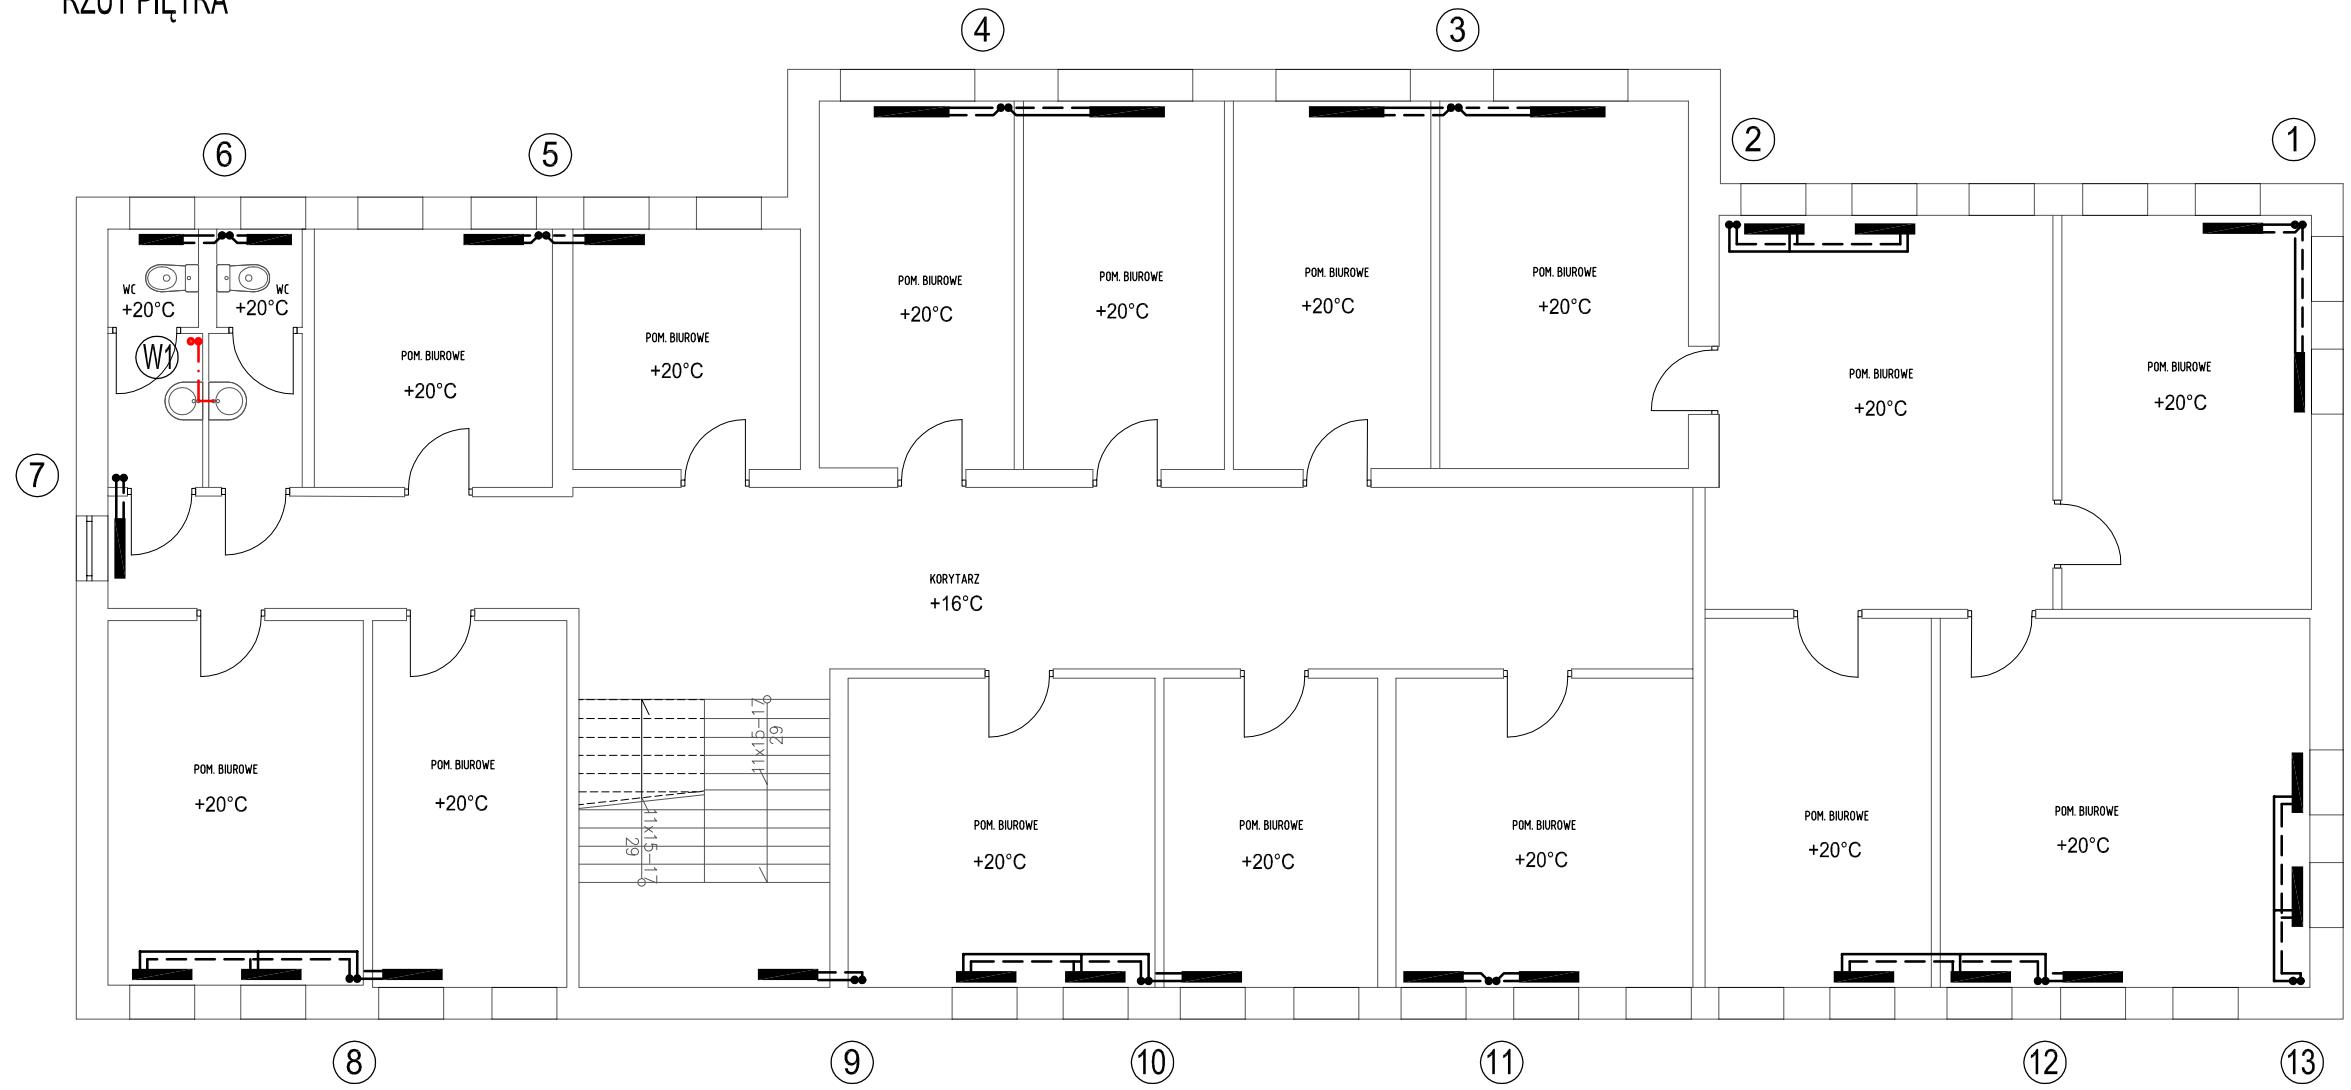 RZUT PIĘTRA
4
3
6
5
2
1
WC
+20°C
WC
+20°C
W1
7
POM. BIUROWE
+20°C
POM. BIUROWE
+20°C
POM. BIUROWE
+20°C
POM. BIUROWE
+20°C
POM. BIUROWE
+20°C
POM. BIUROWE
+20°C
POM. BIUROWE
+20°C
POM. BIUROWE
+20°C
KORYTARZ
+16°C
POM. BIUROWE
+20°C
POM. BIUROWE
+20°C
11x15-17
29
11x15-17
29
POM. BIUROWE
+20°C
POM. BIUROWE
+20°C
POM. BIUROWE
+20°C
POM. BIUROWE
+20°C
POM. BIUROWE
+20°C
8
9
10
11
12
13